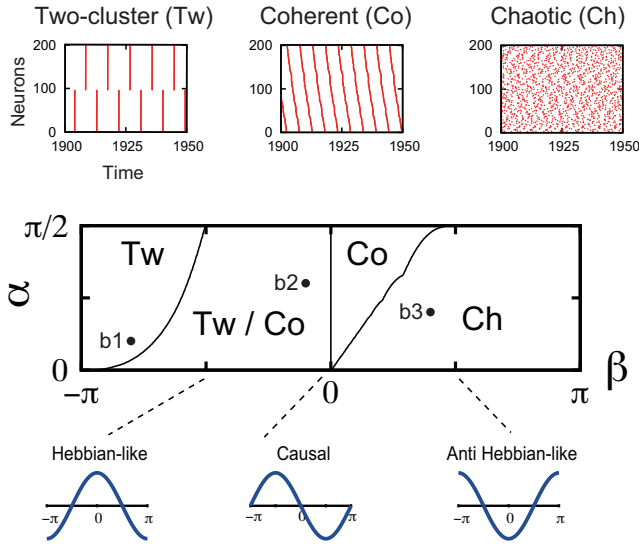 Two-cluster (Tw)
Coherent (Co)
Chaotic (Ch)
Neurons
200
100
0
1900
1925
1950
Time
200
100
0
1900
1925
1950
200
100
0
1900
1925
1950
π/2
α
0
Tw
b1
b2
Tw / Co
Co
b3
Ch
−π
0
π
β
Hebbian-like
−π
0
π
Causal
−π
0
π
Anti Hebbian-like
−π
0
π